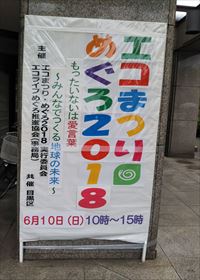 エコまつり
めぐろ2018
もったいないは愛言葉
～みんなでつくる地球の未来～
主催 エコまつり・めぐろ2018実行委員会
エコライフめぐろ推進協会(事務局)
共催 目黒区
6月10日(日)10時～15時